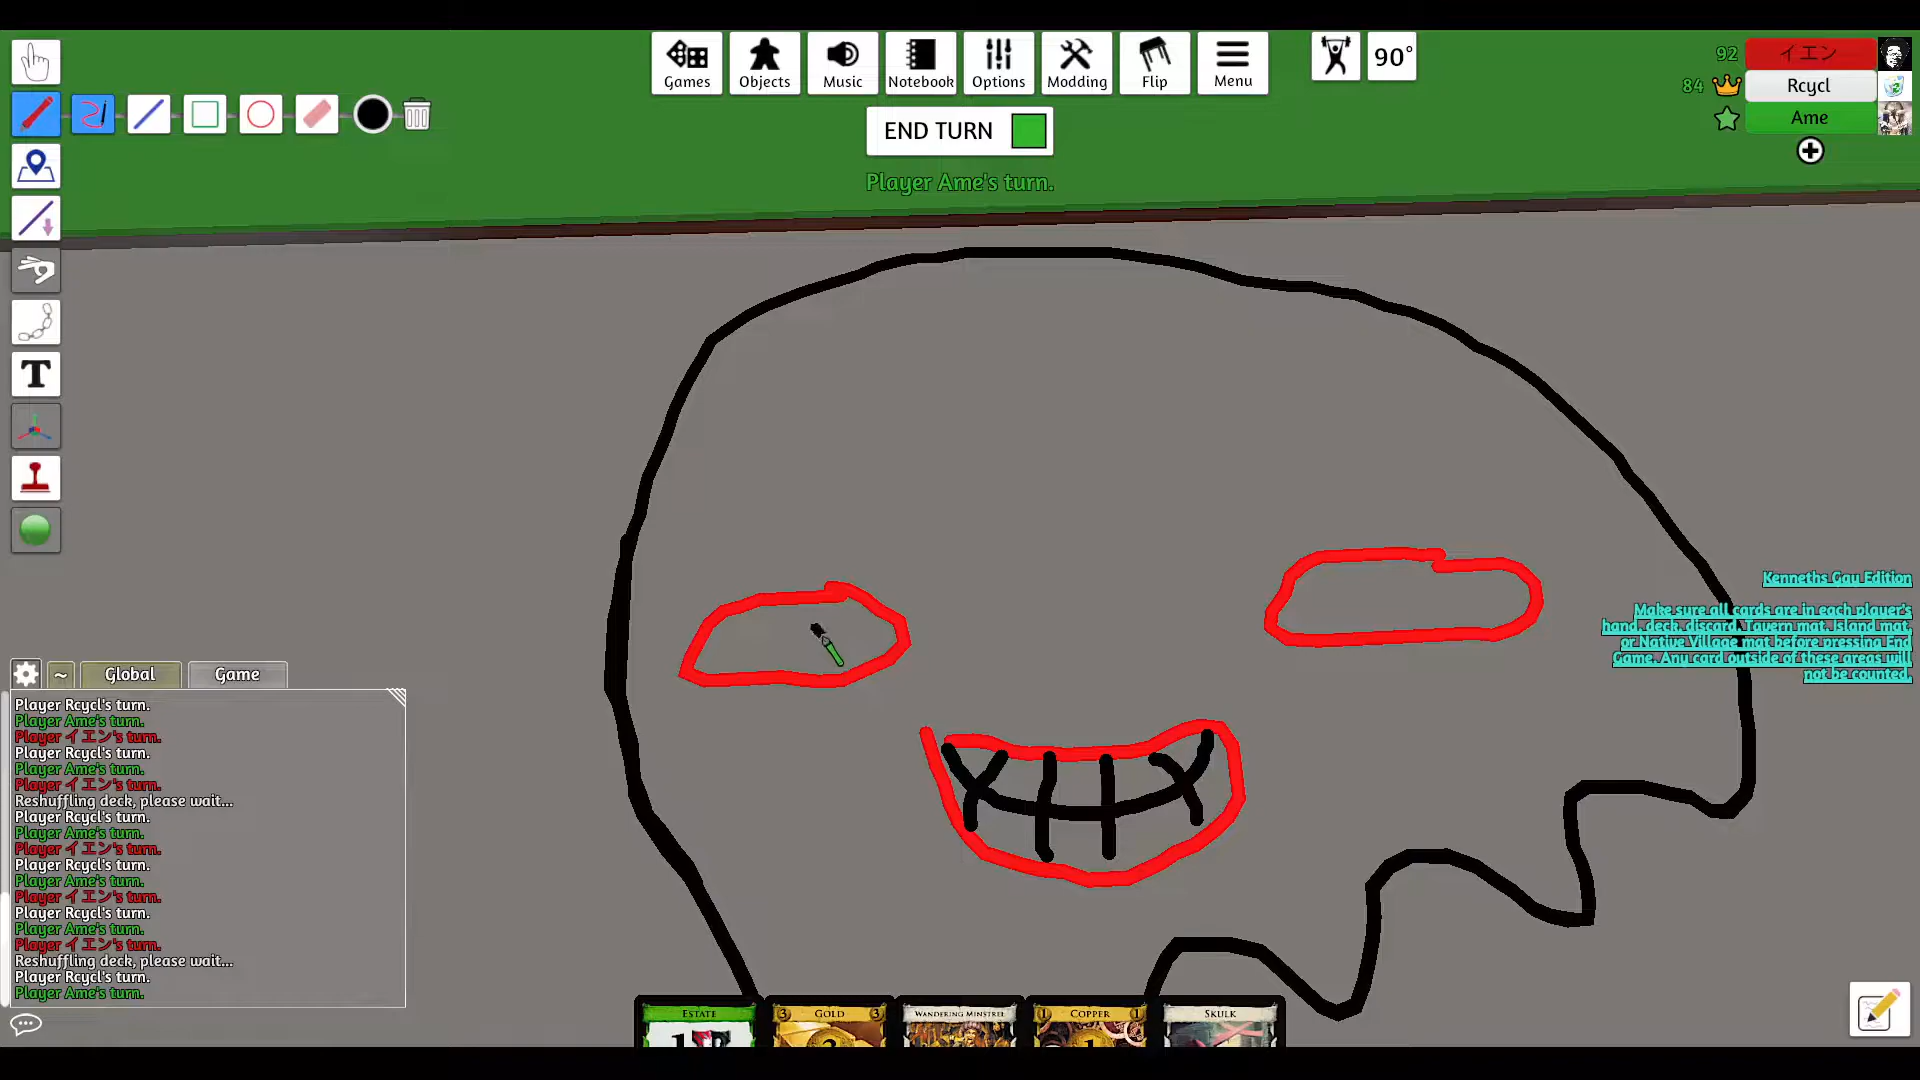 Games
Objects
Music
Notebook
Options
Modding
Flip
Menu
90°
92
イエン
84
Rcycl
Ame
END TURN
Player Ame's turn.
T
Kenneths Gay Edition
Make sure all cards are in each player's
hand, deck, discard, Tavern mat, Island mat,
or Native Village mat before pressing End
Game. Any card outside of these areas will
not be counted.
~
Global
Game
Player Rcycl's turn.
Player Ame's turn.
Player イエン's turn.
Player Rcycl's turn.
Player Ame's turn.
Player イエン's turn.
Reshuffling deck, please wait...
Player Rcycl's turn.
Player Ame's turn.
Player イエン's turn.
Player Rcycl's turn.
Player Ame's turn.
Player イエン's turn.
Player Rcycl's turn.
Player Ame's turn.
Player イエン's turn.
Reshuffling deck, please wait...
Player Rcycl's turn.
Player Ame's turn.
ESTATE
3 GOLD 3
WANDERING MINSTREL
1 COPPER 1
SKULK